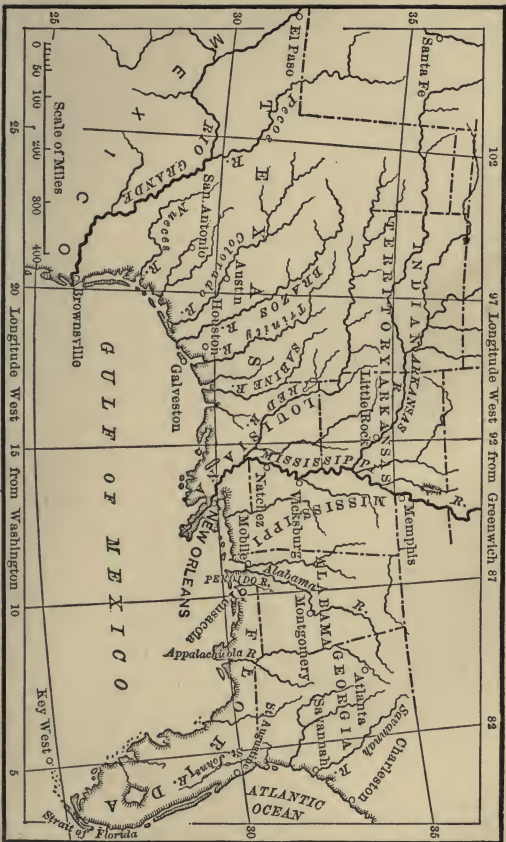 102
97 Longitude West 92 from Greenwich 87
82
35
30
25
Santa Fe
El Paso
Pecos R.
INDIAN
TERRITORY
ARKANSAS R.
ARKANSAS
Little Rock
Memphis
MISSISSIPPI R.
TEXAS
RED R.
SABINE R.
Trinity R.
BRAZOS R.
Colorado R.
Austin
San Antonio
Houston
Galveston
Nueces R.
RIO GRANDE
MEXICO
Brownsville
LOUISIANA
Natchez
Vicksburg
MISSISSIPPI
NEW ORLEANS
Mobile
Alabama R.
ALABAMA
Montgomery
PERDIDO R.
Pensacola
Appalachicola R.
GEORGIA
Atlanta
Savannah
Savannah R.
Charleston
St Augustine
St Johns R.
FLORIDA
ATLANTIC
OCEAN
GULF OF MEXICO
Key West
Strait of Florida
Scale of Miles
0 50 100 200 300 400
25
20 Longitude West 15 from Washington 10
5
35
30
25